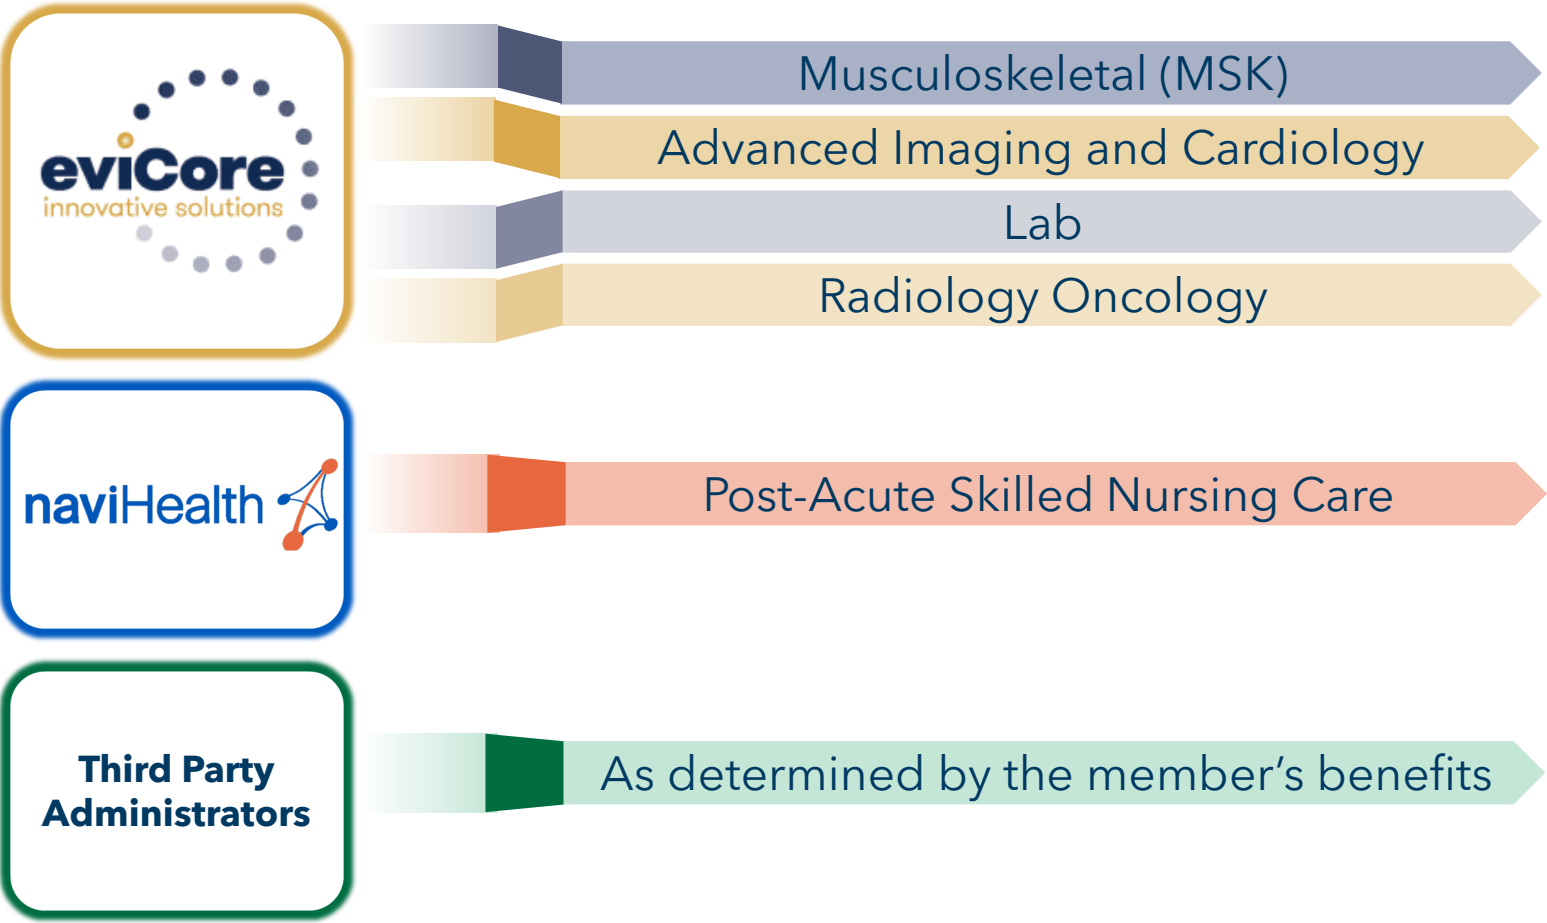 eviCore
innovative solutions
Musculoskeletal (MSK)
Advanced Imaging and Cardiology
Lab
Radiology Oncology
naviHealth
Post-Acute Skilled Nursing Care
Third Party
Administrators
As determined by the member’s benefits